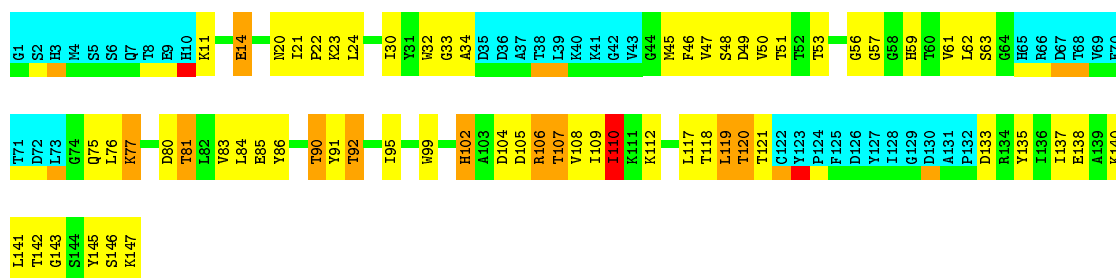 G1 S2 H3 M4 S5 S6 Q7 T8 E9 H10 K11 E14 N20 I21 P22 K23 L24 I30 Y31 W32 G33 A34 D35 D36 A37 T38 L39 K40 K41 G42 V43 G44 M45 F46 V47 S48 D49 V50 T51 T52 T53 G56 G57 G58 H59 T60 V61 L62 S63 G64 H65 R66 D67 T68 V69 E70
T71 D72 L73 G74 Q75 L76 K77 D80 T81 L82 V83 L84 E85 Y86 T90 Y91 T92 I95 W99 H102 A103 D104 D105 R106 T107 V108 I109 I110 K111 K112 L117 T118 L119 T120 T121 C122 Y123 P124 F125 D126 Y127 I128 G129 D130 A131 P132 D133 R134 Y135 I136 I137 E138 A139 K140
L141 T142 G143 S144 Y145 S146 K147